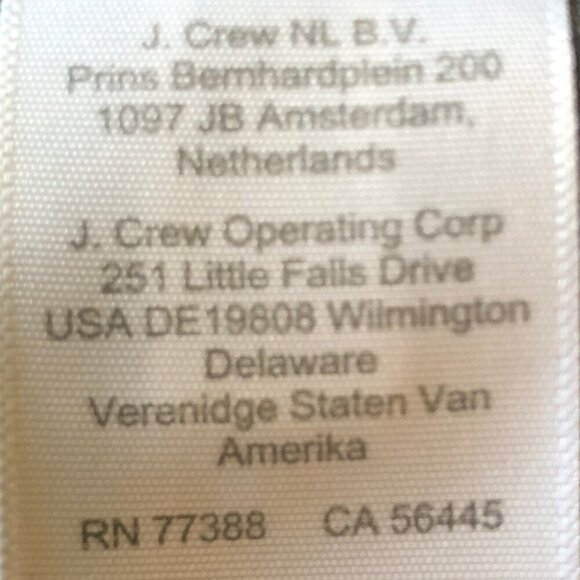 J. Crew NL B.V.
Prins Bernhardplein 200
1097 JB Amsterdam,
Netherlands
J. Crew Operating Corp
251 Little Falls Drive
USA DE19808 Wilmington
Delaware
Verenidge Staten Van
Amerika
RN 77388 CA 56445